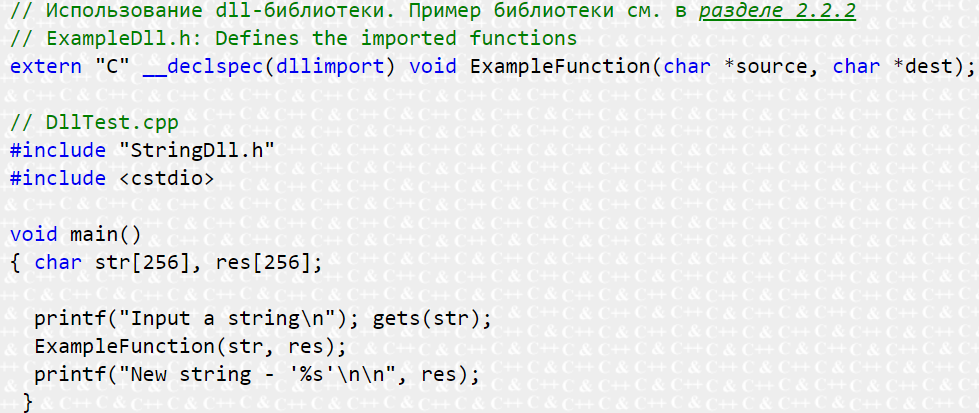 // Использование dll-библиотеки. Пример библиотеки см. в разделе 2.2.2
// ExampleDll.h: Defines the imported functions
extern "C" __declspec(dllimport) void ExampleFunction(char *source, char *dest);
// DllTest.cpp
#include "StringDll.h"
#include <cstdio>
void main()
{ char str[256], res[256];
printf("Input a string\n"); gets(str);
ExampleFunction(str, res);
printf("New string - '%s'\n\n", res);
}